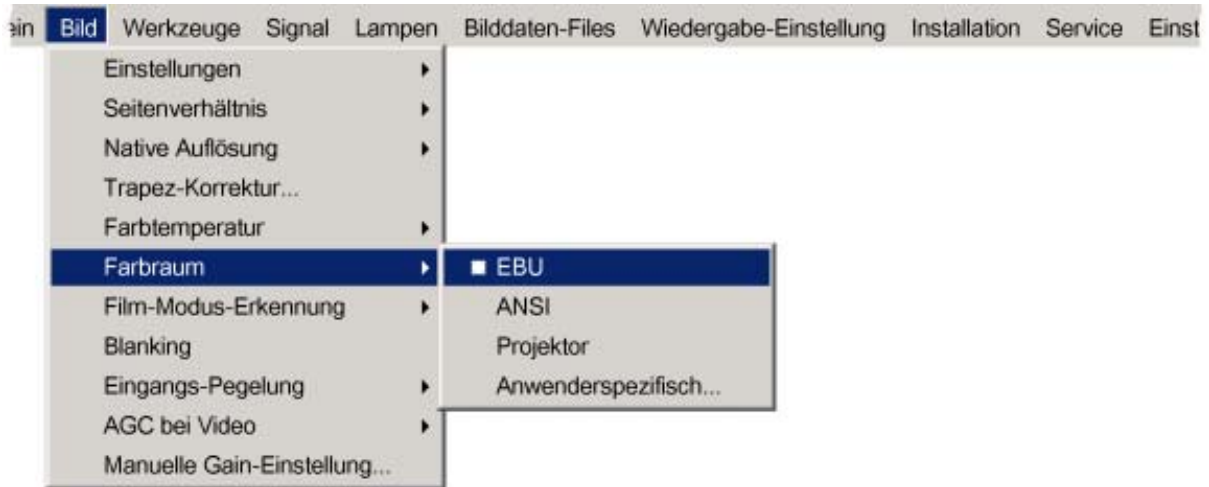 ein Bild Werkzeuge Signal Lampen Bilddaten-Files Wiedergabe-Einstellung Installation Service Einst
Einstellungen
Seitenverhältnis
Native Auflösung
Trapez-Korrektur...
Farbtemperatur
Farbraum
EBU
ANSI
Projektor
Anwenderspezifisch...
Film-Modus-Erkennung
Blanking
Eingangs-Pegelung
AGC bei Video
Manuelle Gain-Einstellung...